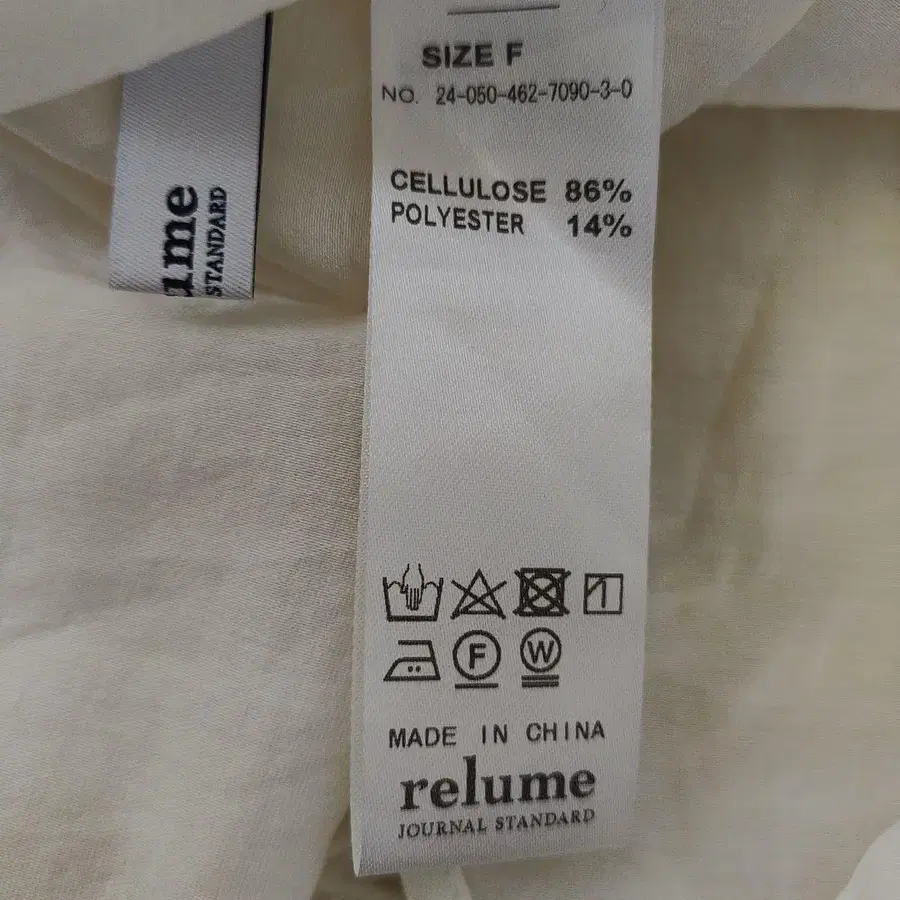 SIZE F
NO. 24-050-462-7090-3-0
CELLULOSE 86%
POLYESTER 14%
F W
MADE IN CHINA
relume
JOURNAL STANDARD
STANDARD